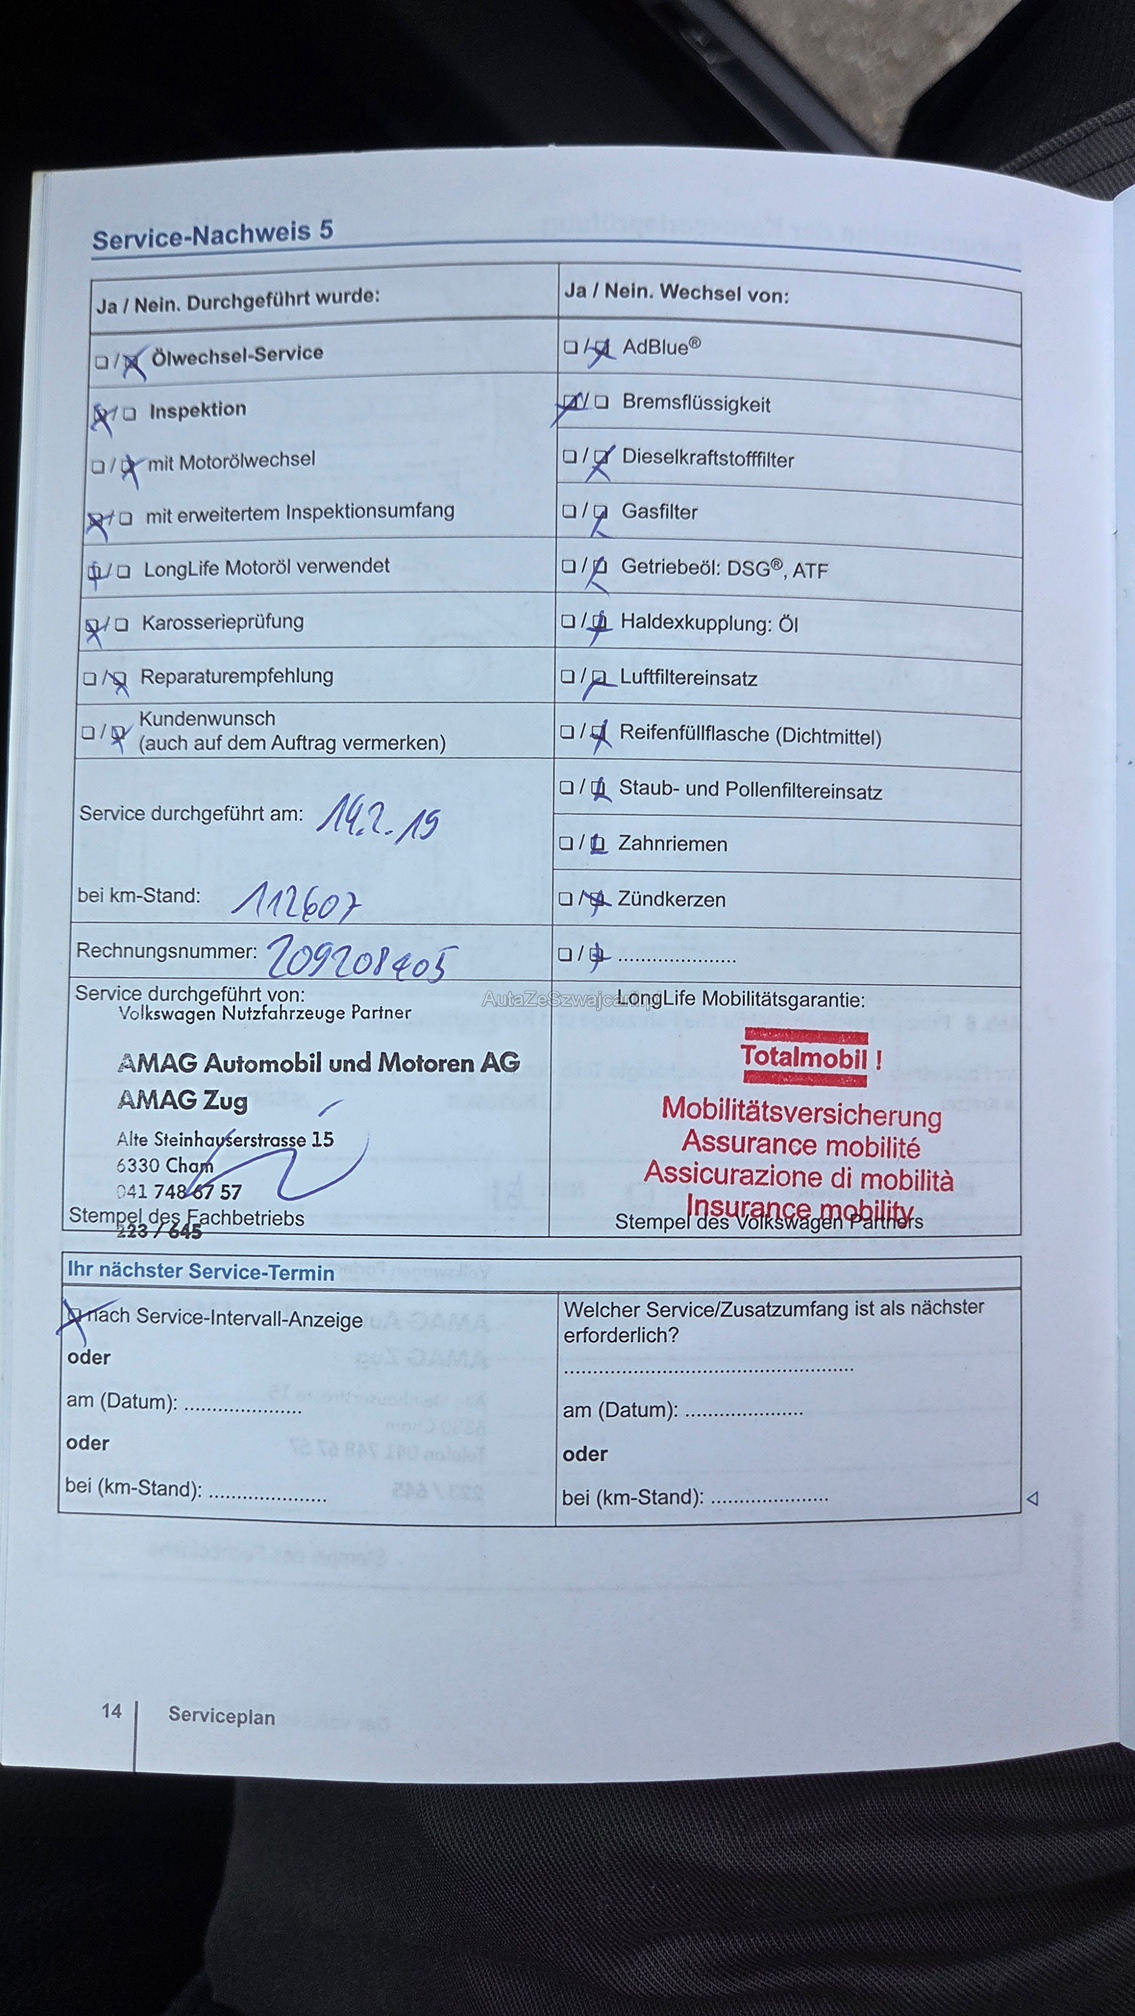 Service-Nachweis 5
Ja / Nein. Durchgeführt wurde:
❏ / ❏ Ölwechsel-Service
❏ / ❏ Inspektion
❏ / ❏ mit Motorölwechsel
❏ / ❏ mit erweitertem Inspektionsumfang
❏ / ❏ LongLife Motoröl verwendet
❏ / ❏ Karosserieprüfung
❏ / ❏ Reparaturempfehlung
❏ / ❏ Kundenwunsch
(auch auf dem Auftrag vermerken)
Service durchgeführt am: 14.2.19
bei km-Stand: 112607
Rechnungsnummer: 209208405
Service durchgeführt von:
Volkswagen Nutzfahrzeuge Partner
AMAG Automobil und Motoren AG
AMAG Zug
Alte Steinhauserstrasse 15
6330 Cham
041 748 67 57
Stempel des Fachbetriebs
223 / 645
Ja / Nein. Wechsel von:
❏ / ❏ AdBlue®
❏ / ❏ Bremsflüssigkeit
❏ / ❏ Dieselkraftstofffilter
❏ / ❏ Gasfilter
❏ / ❏ Getriebeöl: DSG®, ATF
❏ / ❏ Haldexkupplung: Öl
❏ / ❏ Luftfiltereinsatz
❏ / ❏ Reifenfüllflasche (Dichtmittel)
❏ / ❏ Staub- und Pollenfiltereinsatz
❏ / ❏ Zahnriemen
❏ / ❏ Zündkerzen
❏ / ❏ .....................
LongLife Mobilitätsgarantie:
Totalmobil !
Mobilitätsversicherung
Assurance mobilité
Assicurazione di mobilità
Insurance mobility
Stempel des Volkswagen Partners
Ihr nächster Service-Termin
❏ nach Service-Intervall-Anzeige
oder
am (Datum): .....................
oder
bei (km-Stand): .....................
Welcher Service/Zusatzumfang ist als nächster
erforderlich?
....................................................
am (Datum): .....................
oder
bei (km-Stand): .....................
14 Serviceplan